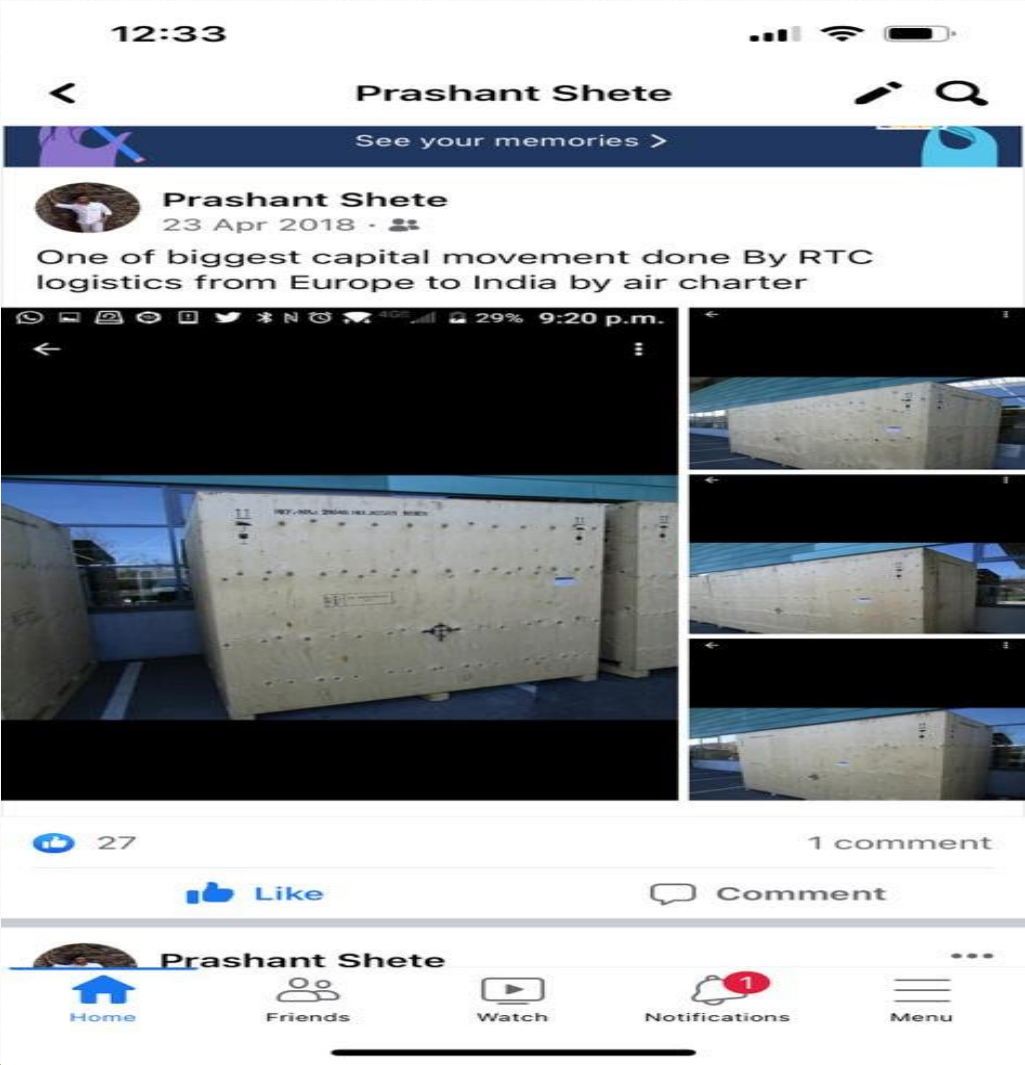 12:33
Prashant Shete
See your memories >
Prashant Shete
23 Apr 2018 ·
One of biggest capital movement done By RTC
logistics from Europe to India by air charter
4G
29% 9:20 p.m.
27
1 comment
Like
Comment
Prashant Shete
1
Home
Friends
Watch
Notifications
Menu